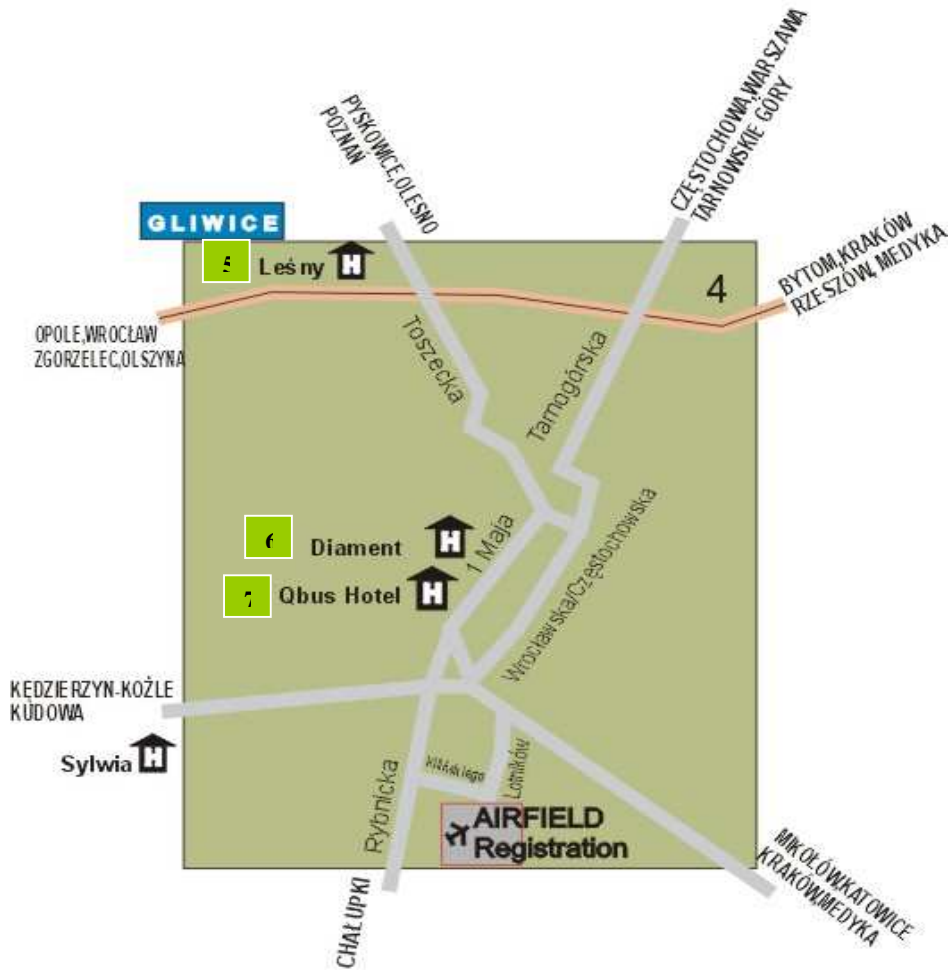 PYSKOWICE,OLESNO
POZNAŃ
CZĘSTOCHOWA,WARSZAWA
TARNOWSKIE GÓRY
GLIWICE
5
Leśny
H
4
BYTOM,KRAKÓW
RZESZÓW, MEDYKA
OPOLE,WROCŁAW
ZGORZELEC,OLSZYNA
Toszecka
Tarnogórska
6
Diament
H
1 Maja
7
Qbus Hotel
H
Wrocławska/Częstochowska
KĘDZIERZYN-KOŹLE
KUDOWA
Sylwia
H
Rybnicka
Lotników
AIRFIELD
Registration
CHAŁUPKI
MIKOŁÓW,KATOWICE
KRAKÓW,MEDYKA